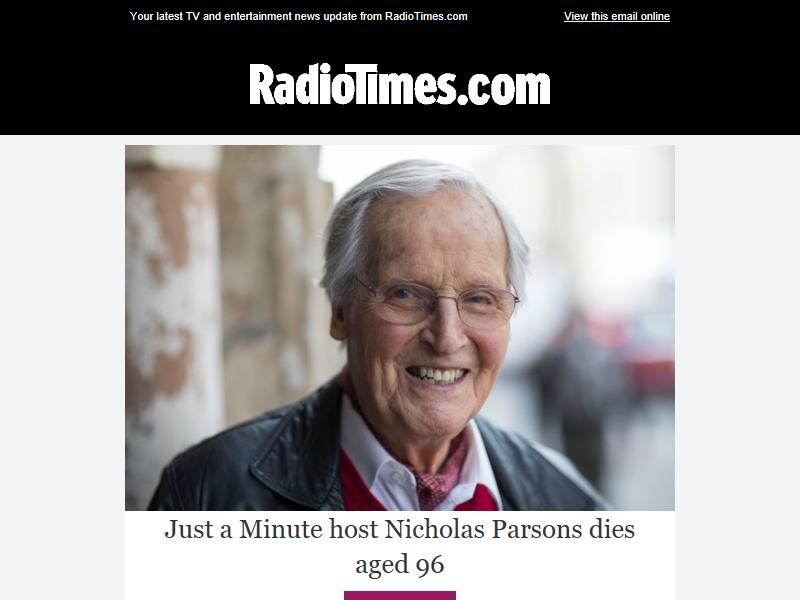 Your latest TV and entertainment news update from RadioTimes.com
View this email online
RadioTimes.com
Just a Minute host Nicholas Parsons dies
aged 96